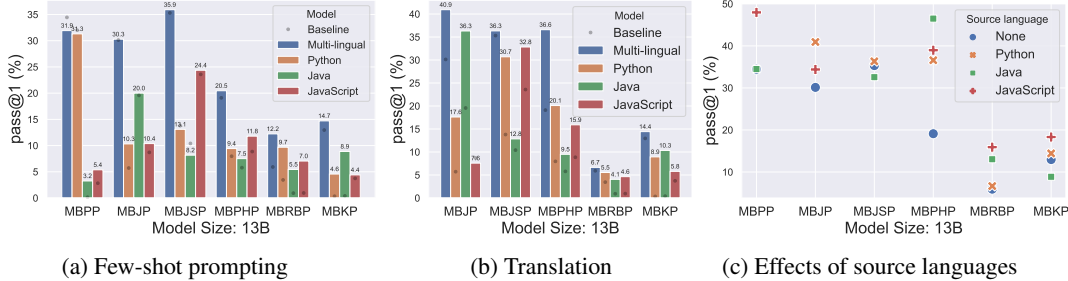 pass@1 (%)
35
30
25
20
15
10
5
0
31.9
31.3
3.2
5.4
30.3
10.3
20.0
10.4
35.9
13.1
8.2
24.4
20.5
9.4
7.5
11.8
12.2
9.7
5.5
7.0
14.7
4.6
8.9
4.4
Model
Baseline
Multi-lingual
Python
Java
JavaScript
MBPP MBJP MBJSP MBPHP MBRBP MBKP
Model Size: 13B
(a) Few-shot prompting
pass@1 (%)
40
35
30
25
20
15
10
5
0
40.9
17.6
36.3
7.6
36.3
30.7
12.8
32.8
36.6
20.1
9.5
15.9
6.7
5.5
4.1
4.6
14.4
8.9
10.3
5.8
Model
Baseline
Multi-lingual
Python
Java
JavaScript
MBJP MBJSP MBPHP MBRBP MBKP
Model Size: 13B
(b) Translation
pass@1 (%)
50
40
30
20
10
Source language
None
Python
Java
JavaScript
MBPP MBJP MBJSP MBPHP MBRBP MBKP
Model Size: 13B
(c) Effects of source languages